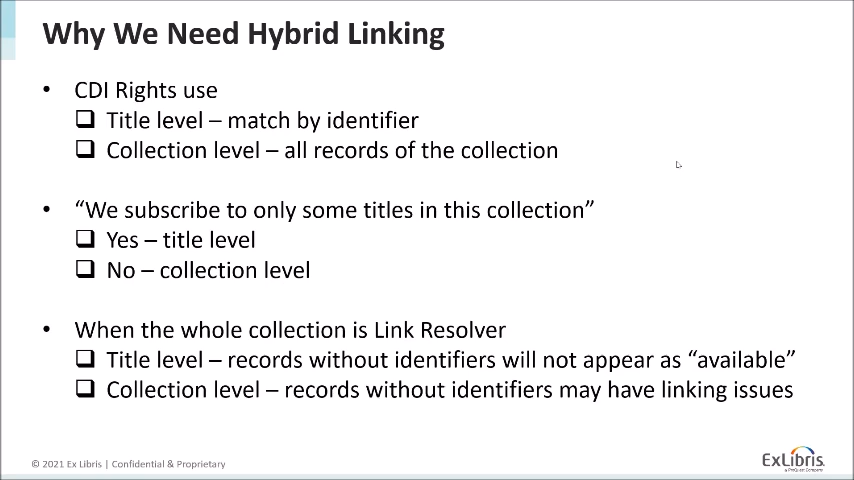 Why We Need Hybrid Linking
• CDI Rights use
❑ Title level – match by identifier
❑ Collection level – all records of the collection
• “We subscribe to only some titles in this collection”
❑ Yes – title level
❑ No – collection level
• When the whole collection is Link Resolver
❑ Title level – records without identifiers will not appear as “available”
❑ Collection level – records without identifiers may have linking issues
© 2021 Ex Libris | Confidential & Proprietary
ExLibris
a ProQuest Company